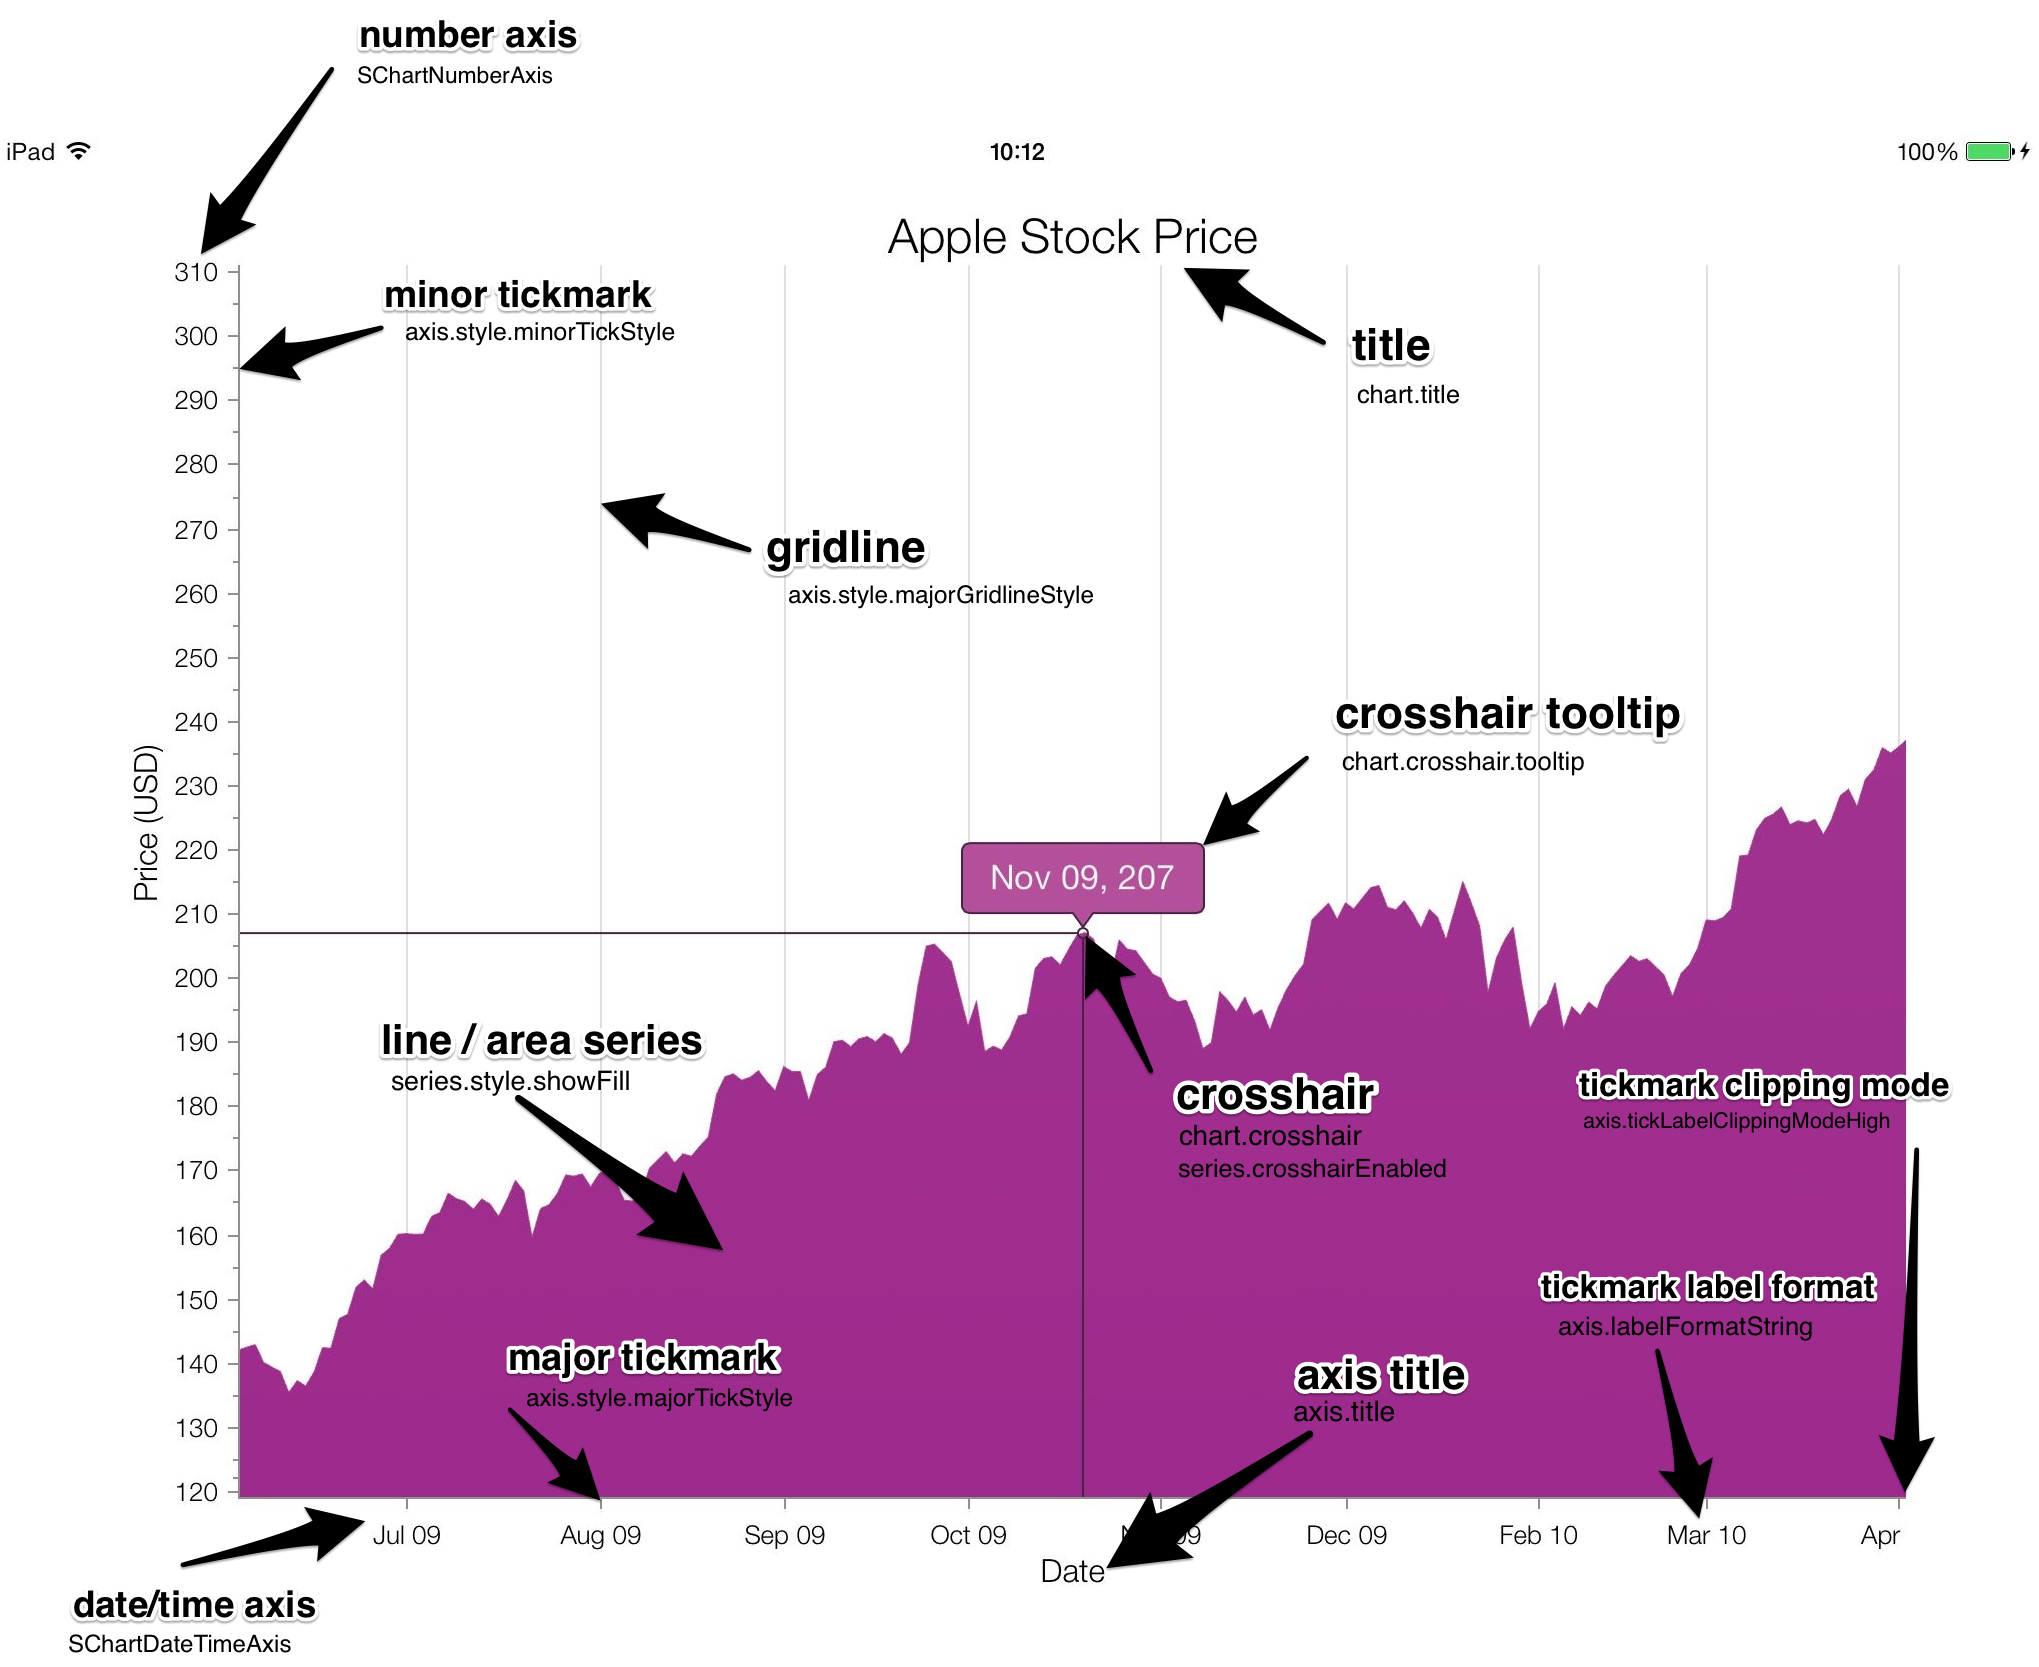 number axis
SChartNumberAxis
iPad
10:12
100%
Apple Stock Price
310
minor tickmark
axis.style.minorTickStyle
300
title
chart.title
290
280
270
gridline
axis.style.majorGridlineStyle
260
250
240
crosshair tooltip
chart.crosshair.tooltip
230
Price (USD)
220
Nov 09, 207
210
200
190
line / area series
series.style.showFill
180
crosshair
chart.crosshair
series.crosshairEnabled
tickmark clipping mode
axis.tickLabelClippingModeHigh
170
160
150
tickmark label format
axis.labelFormatString
140
major tickmark
axis.style.majorTickStyle
axis title
axis.title
130
120
Jul 09
Aug 09
Sep 09
Oct 09
Dec 09
Feb 10
Mar 10
Apr
Date
date/time axis
SChartDateTimeAxis